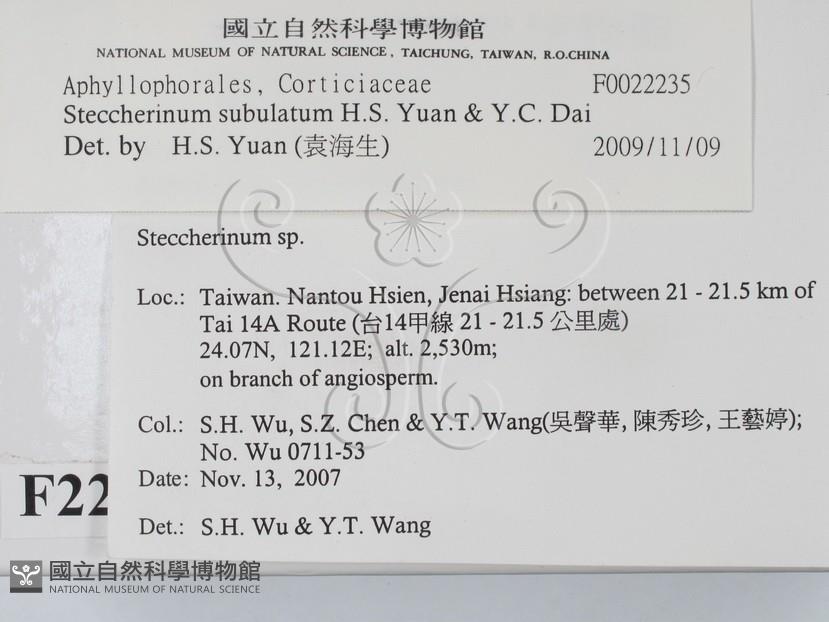 國立自然科學博物館
NATIONAL MUSEUM OF NATURAL SCIENCE, TAICHUNG, TAIWAN, R.O.CHINA
Aphyllophorales, Corticiaceae F0022235
Steccherinum subulatum H.S. Yuan & Y.C. Dai
Det. by H.S. Yuan (袁海生) 2009/11/09
Steccherinum sp.
Loc.: Taiwan. Nantou Hsien, Jenai Hsiang: between 21 - 21.5 km of
Tai 14A Route (台14甲線 21 - 21.5 公里處)
24.07N, 121.12E; alt. 2,530m;
on branch of angiosperm.
Col.: S.H. Wu, S.Z. Chen & Y.T. Wang(吳聲華, 陳秀珍, 王藝婷);
No. Wu 0711-53
Date: Nov. 13, 2007
F22
Det.: S.H. Wu & Y.T. Wang
國立自然科學博物館
NATIONAL MUSEUM OF NATURAL SCIENCE